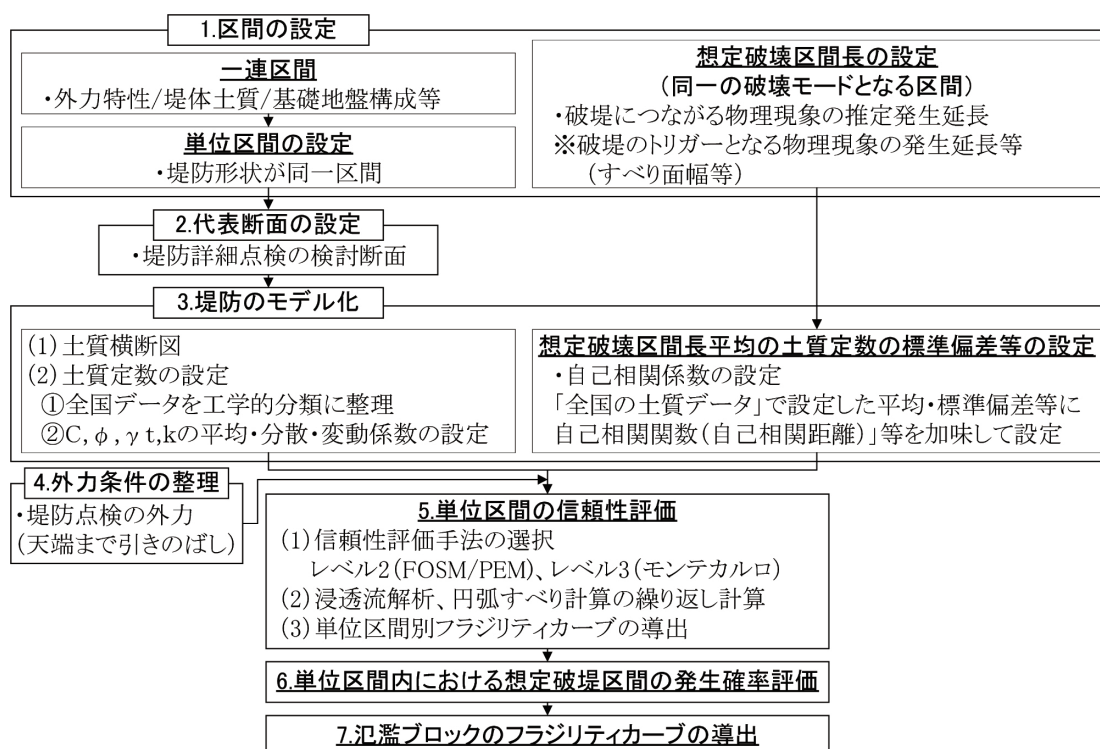 1.区間の設定
一連区間
・外力特性/堤体土質/基礎地盤構成等
単位区間の設定
・堤防形状が同一区間
想定破壊区間長の設定
(同一の破壊モードとなる区間)
・破堤につながる物理現象の推定発生延長
※破堤のトリガーとなる物理現象の発生延長等
(すべり面幅等)
2.代表断面の設定
・堤防詳細点検の検討断面
3.堤防のモデル化
(1)土質横断図
(2)土質定数の設定
①全国データを工学的分類に整理
②C,φ,γt,kの平均・分散・変動係数の設定
想定破壊区間長平均の土質定数の標準偏差等の設定
・自己相関係数の設定
「全国の土質データ」で設定した平均・標準偏差等に
自己相関関数(自己相関距離)」等を加味して設定
4.外力条件の整理
・堤防点検の外力
(天端まで引きのばし)
5.単位区間の信頼性評価
(1)信頼性評価手法の選択
レベル2(FOSM/PEM)、レベル3(モンテカルロ)
(2)浸透流解析、円弧すべり計算の繰り返し計算
(3)単位区間別フラジリティカーブの導出
6.単位区間内における想定破堤区間の発生確率評価
7.氾濫ブロックのフラジリティカーブの導出